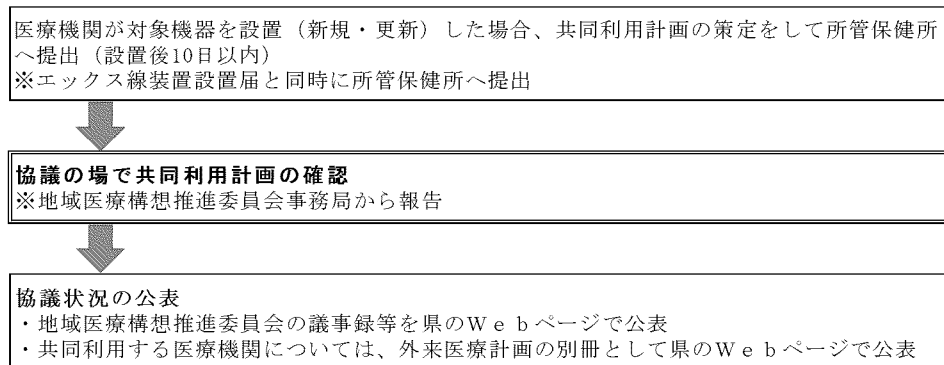 医療機関が対象機器を設置（新規・更新）した場合、共同利用計画の策定をして所管保健所
へ提出（設置後10日以内）
※エックス線装置設置届と同時に所管保健所へ提出
協議の場で共同利用計画の確認
※地域医療構想推進委員会事務局から報告
協議状況の公表
・地域医療構想推進委員会の議事録等を県のＷｅｂページで公表
・共同利用する医療機関については、外来医療計画の別冊として県のＷｅｂページで公表